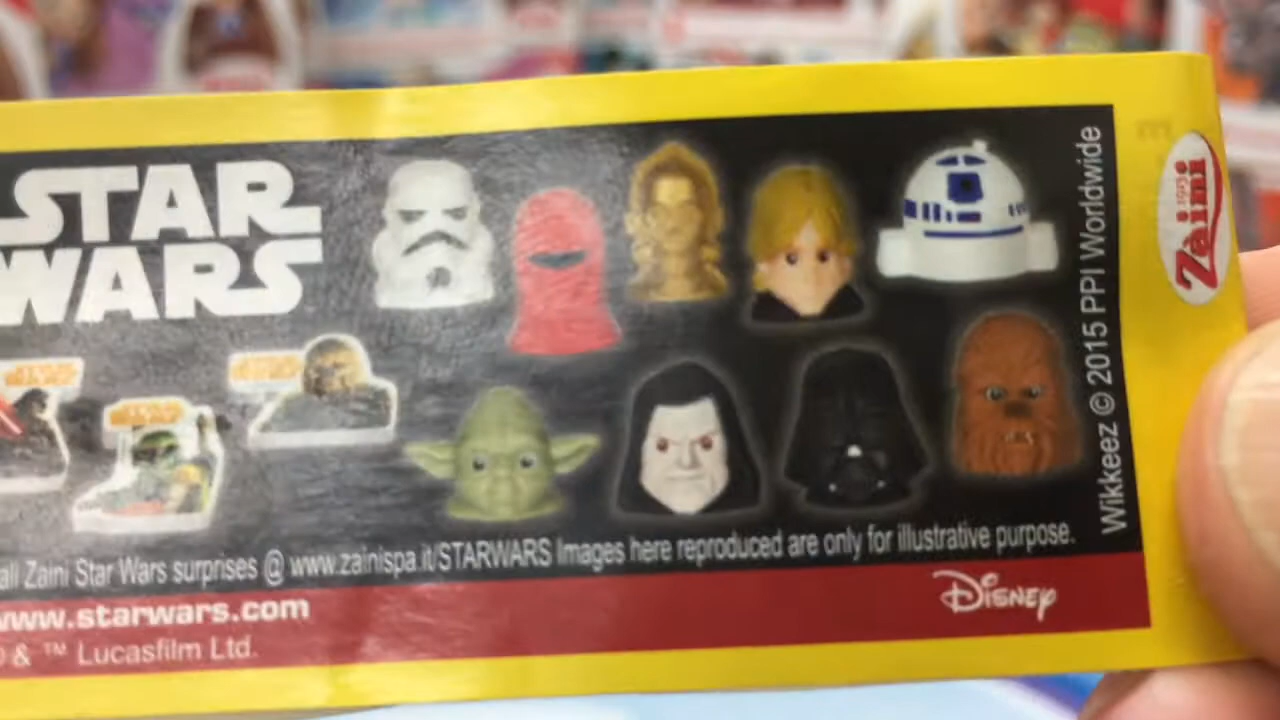 STAR
WARS
all Zaini Star Wars surprises @ www.zainispa.it/STARWARS Images here reproduced are only for illustrative purpose.
www.starwars.com
Disney
© & ™ Lucasfilm Ltd.
Wikkeez © 2015 PPI Worldwide
Zaini